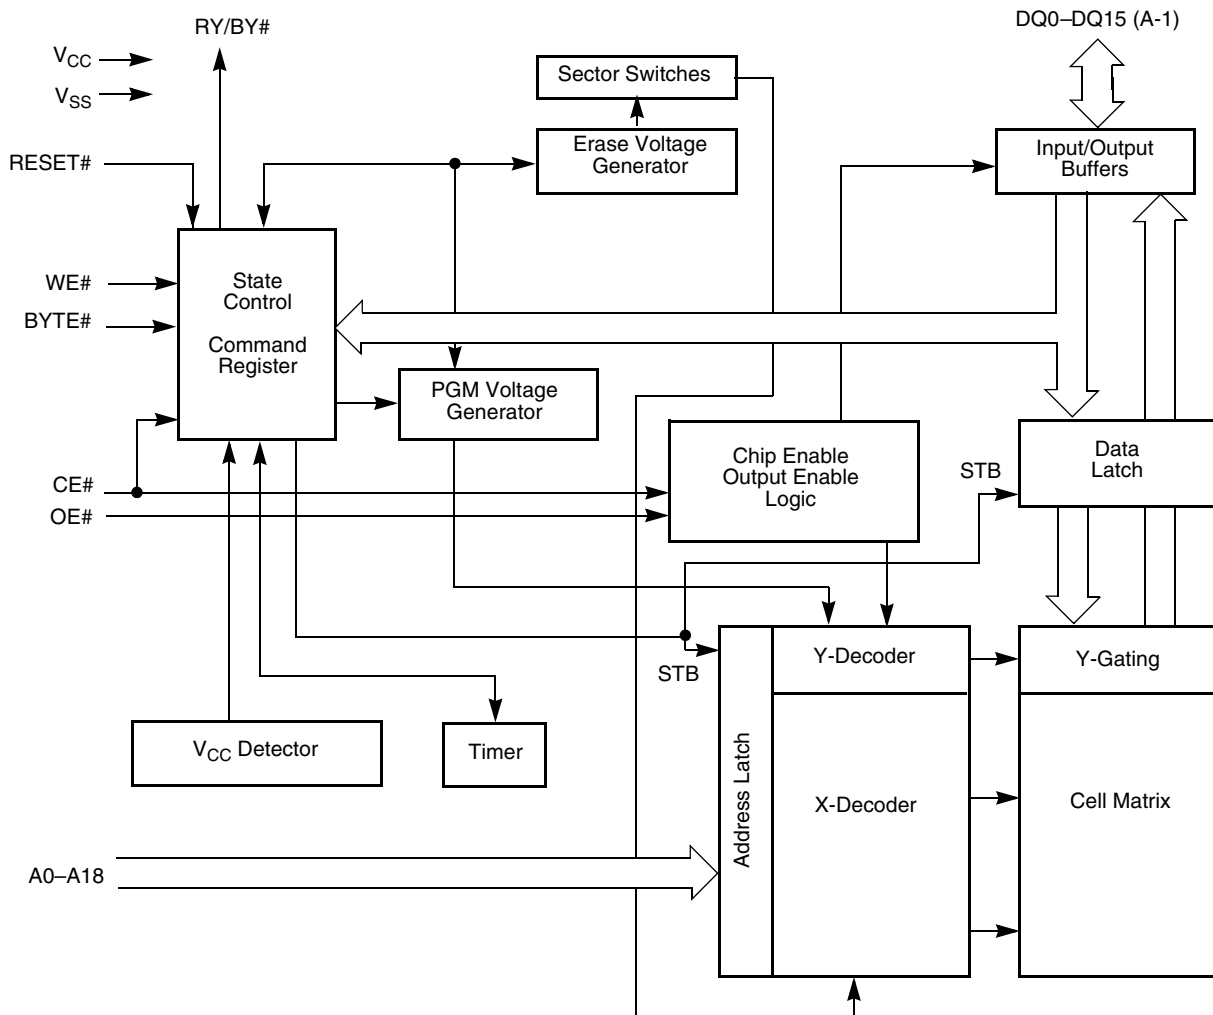 RY/BY#
DQ0–DQ15 (A-1)
VCC
VSS
Sector Switches
RESET#
Erase Voltage
Generator
Input/Output
Buffers
WE#
BYTE#
State
Control
Command
Register
PGM Voltage
Generator
Chip Enable
Output Enable
Logic
STB
Data
Latch
CE#
OE#
STB
Y-Decoder
Y-Gating
VCC Detector
Timer
Address Latch
X-Decoder
Cell Matrix
A0–A18